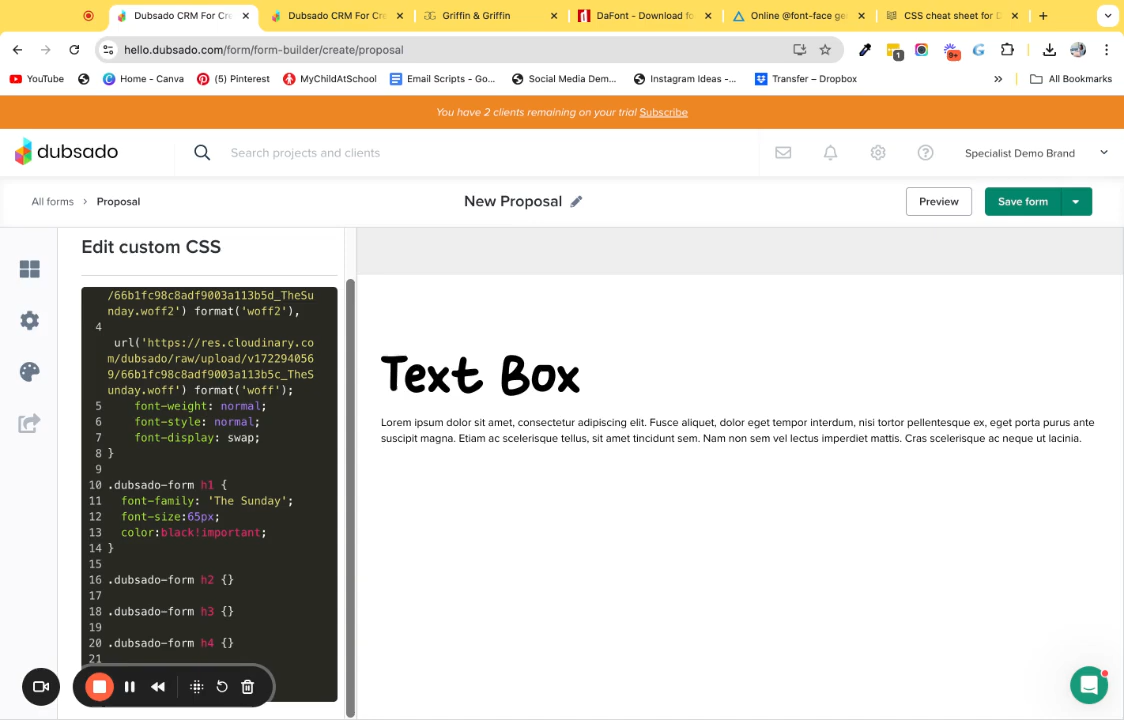 Dubsado CRM For Cre
Dubsado CRM For Cre
Griffin & Griffin
DaFont - Download fo
Online @font-face ge
CSS cheat sheet for D
hello.dubsado.com/form/form-builder/create/proposal
1
9+
YouTube
Home - Canva
(5) Pinterest
MyChildAtSchool
Email Scripts - Go...
Social Media Dem...
Instagram Ideas -...
Transfer – Dropbox
All Bookmarks
You have 2 clients remaining on your trial Subscribe
dubsado
Search projects and clients
Specialist Demo Brand
All forms > Proposal
New Proposal
Preview
Save form
Edit custom CSS
/66b1fc98c8adf9003a113b5d_TheSu
nday.woff2') format('woff2'),
4
url('https://res.cloudinary.co
m/dubsado/raw/upload/v172294056
9/66b1fc98c8adf9003a113b5c_TheS
unday.woff') format('woff');
5 font-weight: normal;
6 font-style: normal;
7 font-display: swap;
8 }
9
10 .dubsado-form h1 {
11 font-family: 'The Sunday';
12 font-size:65px;
13 color:black!important;
14 }
15
16 .dubsado-form h2 {}
17
18 .dubsado-form h3 {}
19
20 .dubsado-form h4 {}
21
Text Box
Lorem ipsum dolor sit amet, consectetur adipiscing elit. Fusce aliquet, dolor eget tempor interdum, nisi tortor pellentesque ex, eget porta purus ante
suscipit magna. Etiam ac scelerisque tellus, sit amet tincidunt sem. Nam non sem vel lectus imperdiet mattis. Cras scelerisque ac neque ut lacinia.